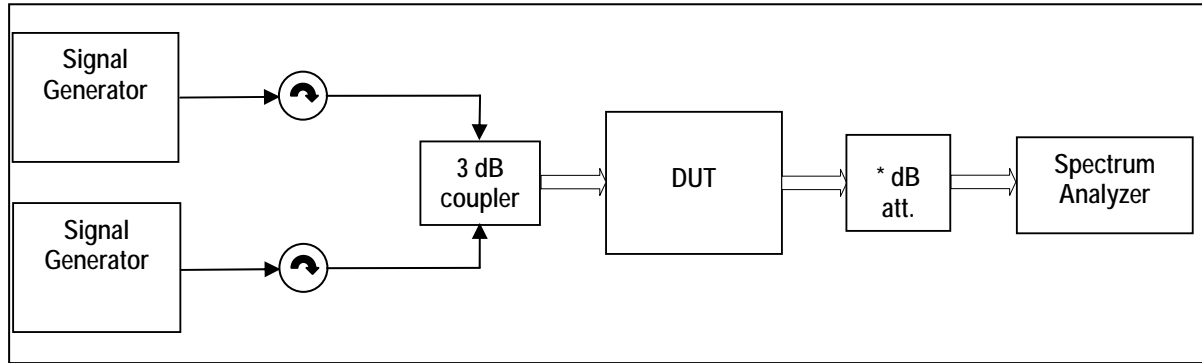 Signal
Generator
3 dB
coupler
DUT
* dB
att.
Spectrum
Analyzer
Signal
Generator